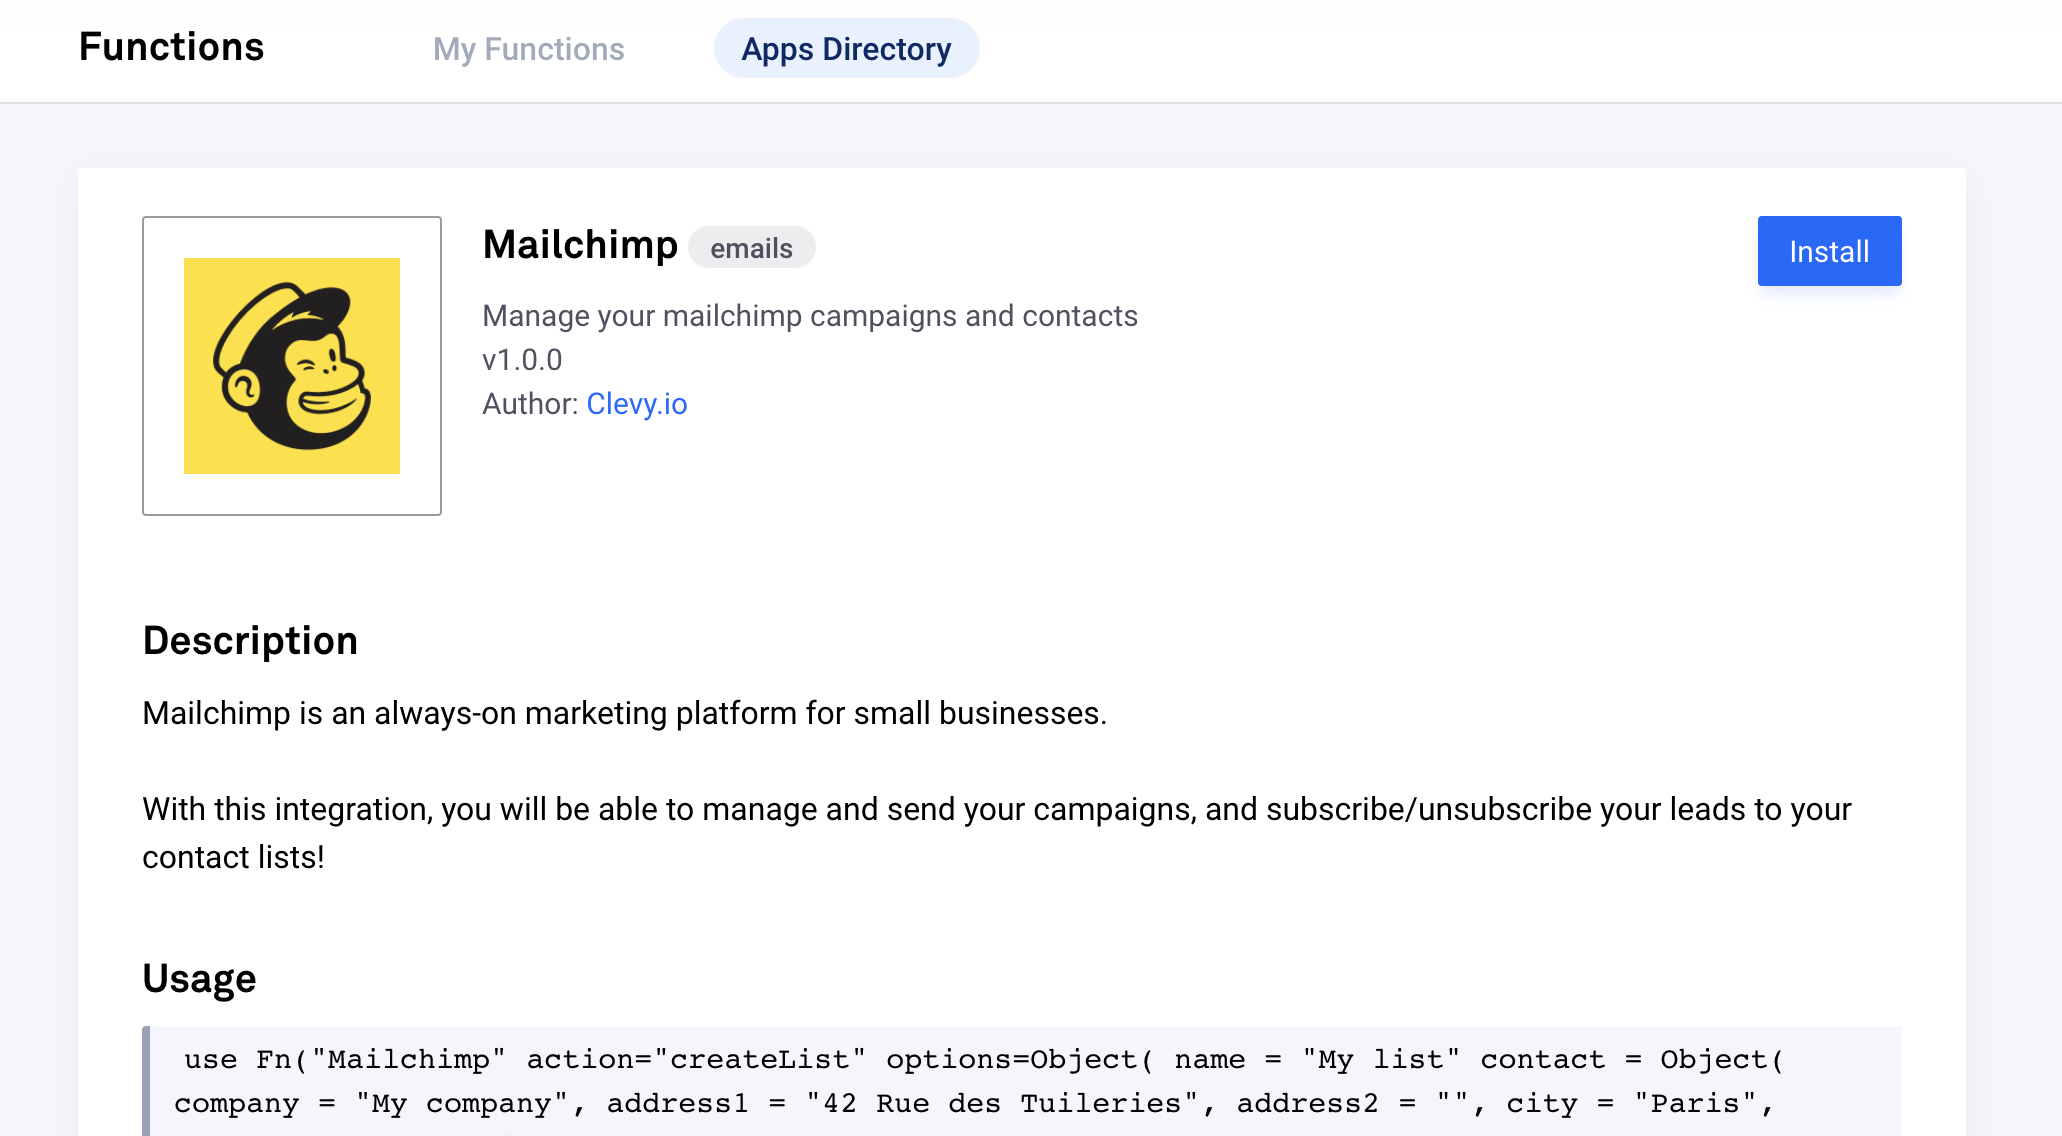 Functions
My Functions
Apps Directory
Mailchimp emails
Install
Manage your mailchimp campaigns and contacts
v1.0.0
Author: Clevy.io
Description
Mailchimp is an always-on marketing platform for small businesses.
With this integration, you will be able to manage and send your campaigns, and subscribe/unsubscribe your leads to your
contact lists!
Usage
use Fn("Mailchimp" action="createList" options=Object( name = "My list" contact = Object(
company = "My company", address1 = "42 Rue des Tuileries", address2 = "", city = "Paris",